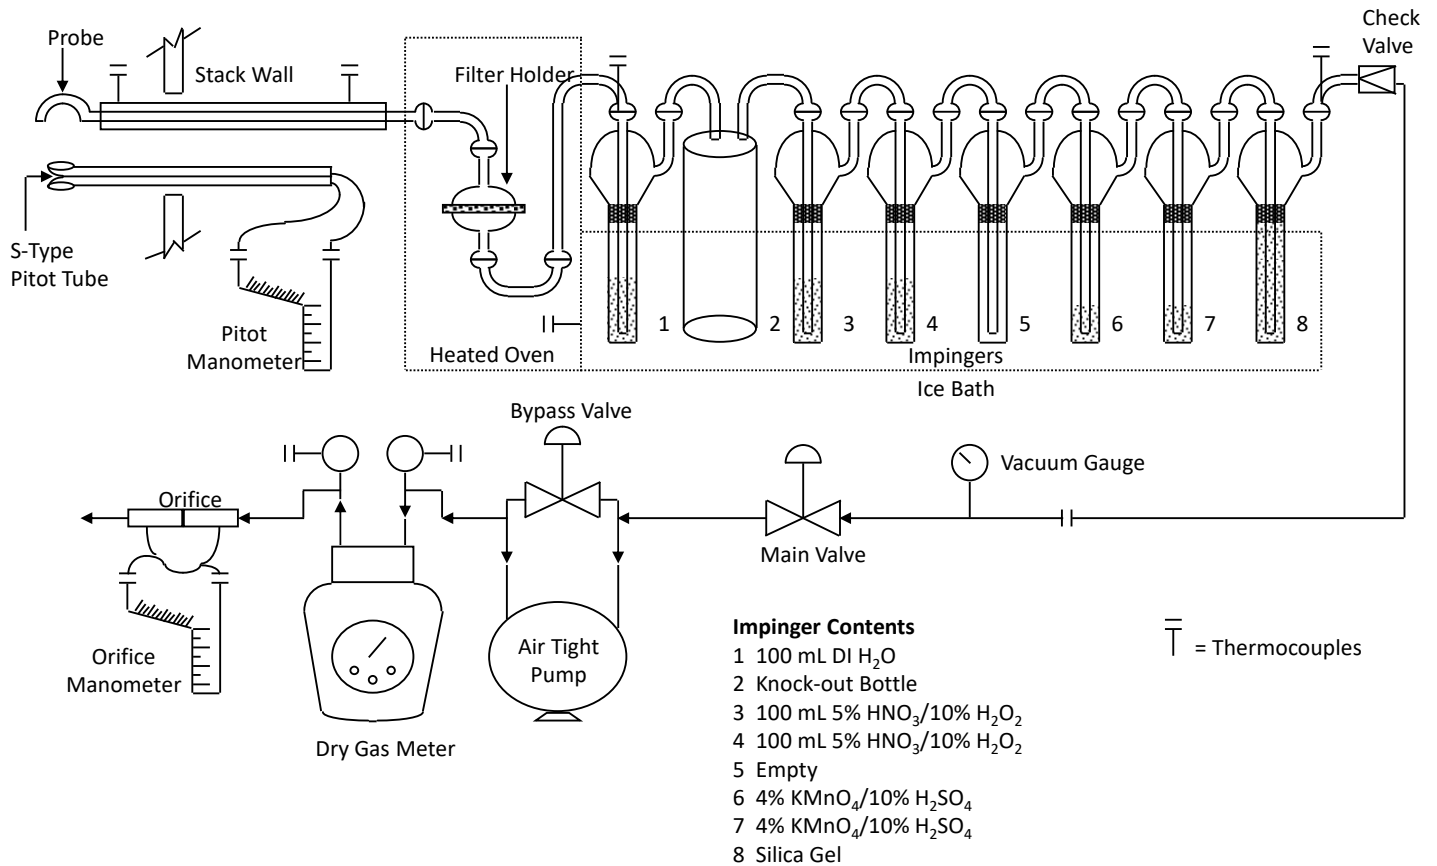 Probe
Stack Wall
Filter Holder
Check
Valve
S-Type
Pitot Tube
Pitot
Manometer
Heated Oven
1
2
3
4
5
6
7
8
Impingers
Ice Bath
Bypass Valve
Vacuum Gauge
Orifice
Main Valve
Orifice
Manometer
Air Tight
Pump
Dry Gas Meter
Impinger Contents
1 100 mL DI H₂O
2 Knock-out Bottle
3 100 mL 5% HNO₃/10% H₂O₂
4 100 mL 5% HNO₃/10% H₂O₂
5 Empty
6 4% KMnO₄/10% H₂SO₄
7 4% KMnO₄/10% H₂SO₄
8 Silica Gel
= Thermocouples